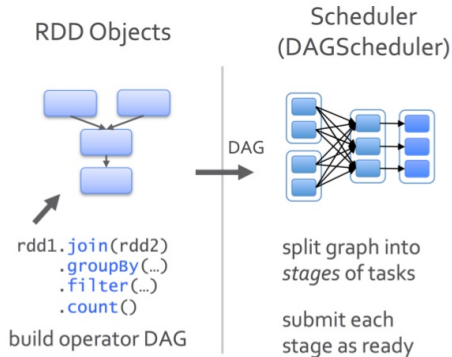 RDD Objects
rdd1.join(rdd2)
.groupBy(…)
.filter(…)
.count()
build operator DAG
DAG
Scheduler
(DAGScheduler)
split graph into
stages of tasks
submit each
stage as ready